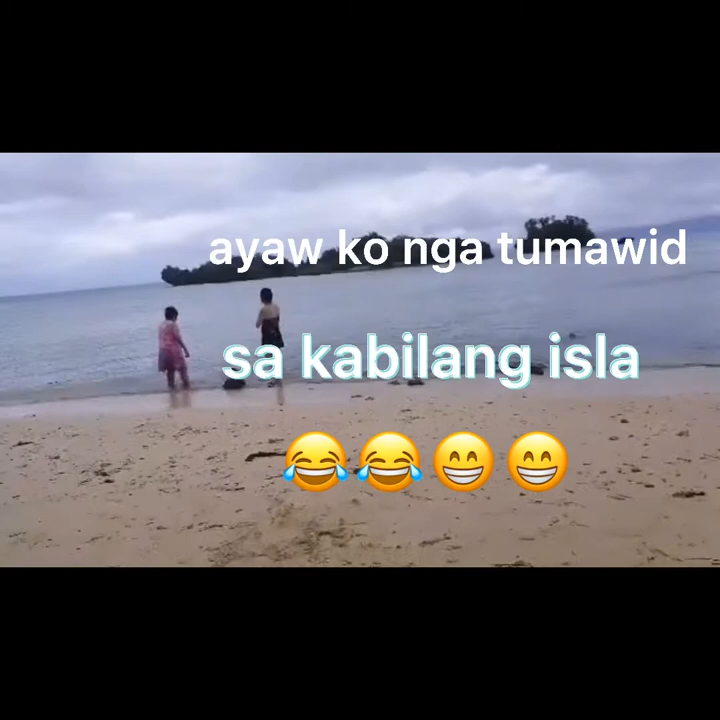 ayaw ko nga tumawid
sa kabilang isla
😂😂😁😁